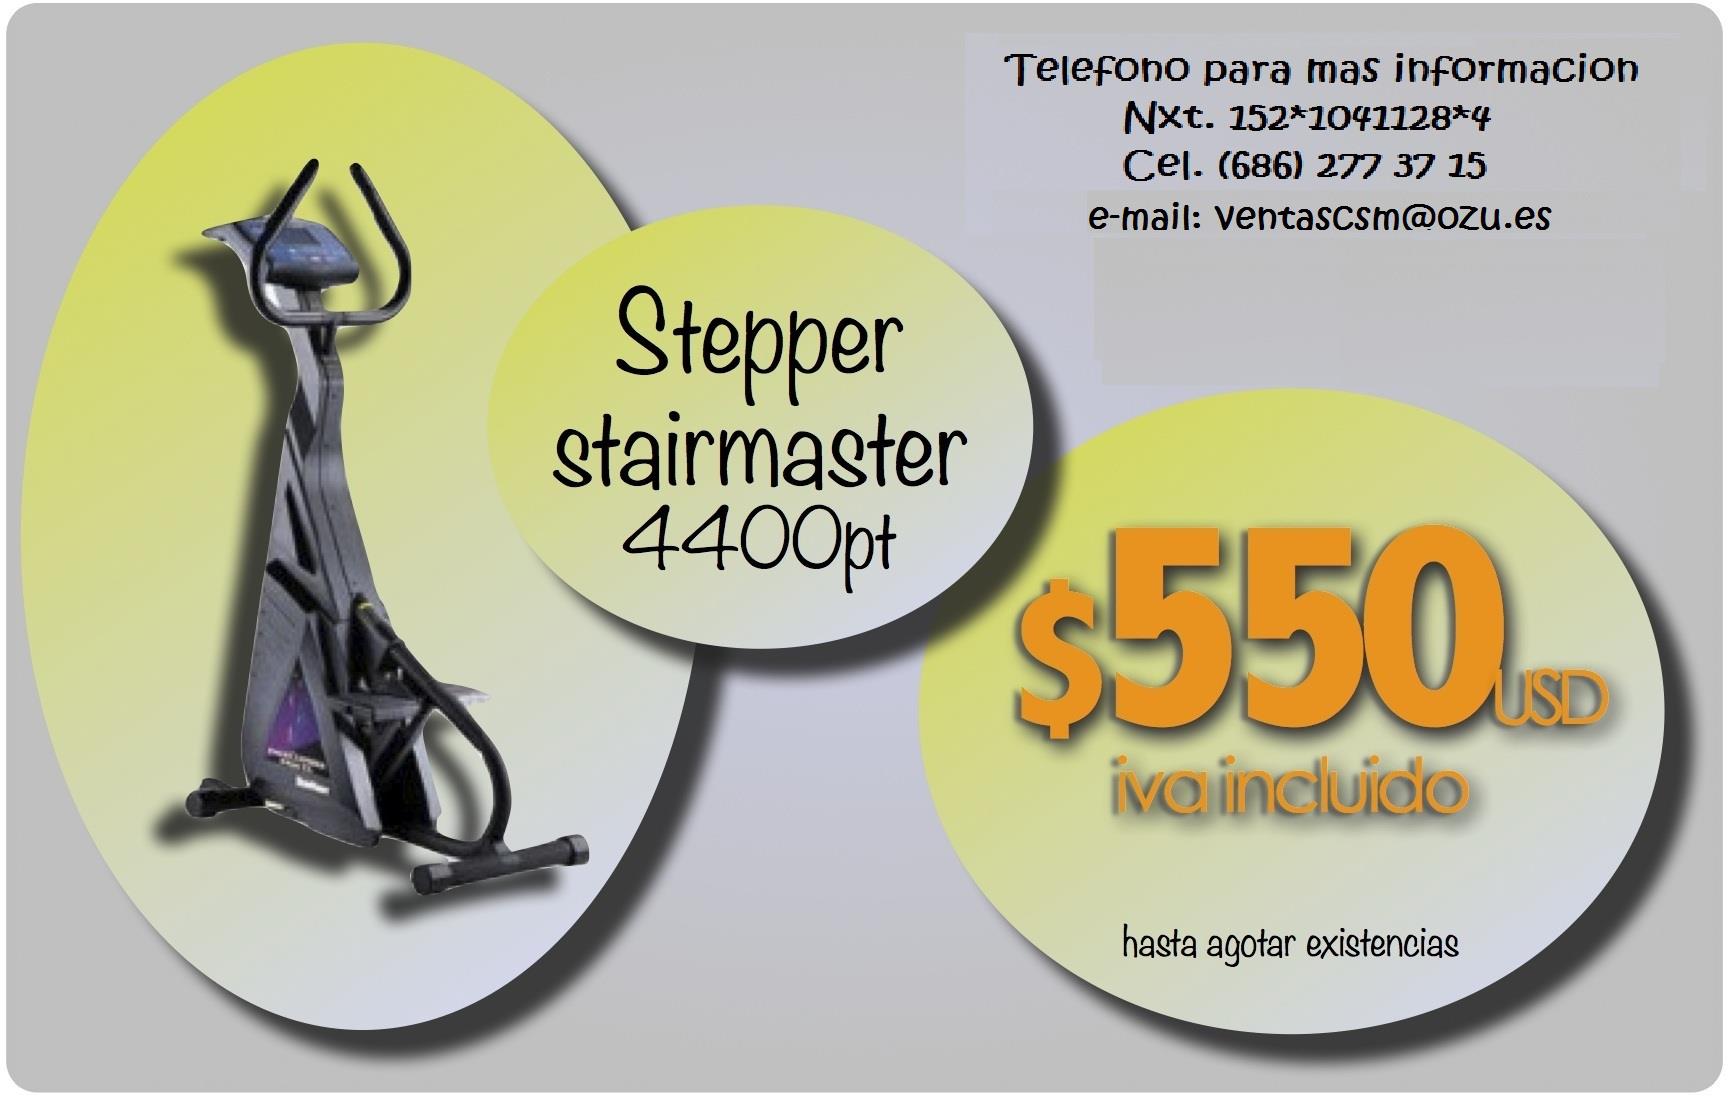 Telefono para mas informacion
Nxt. 152*1041128*4
Cel. (686) 277 37 15
e-mail: ventascsm@ozu.es
Stepper
stairmaster
4400pt
$550USD
iva incluido
hasta agotar existencias